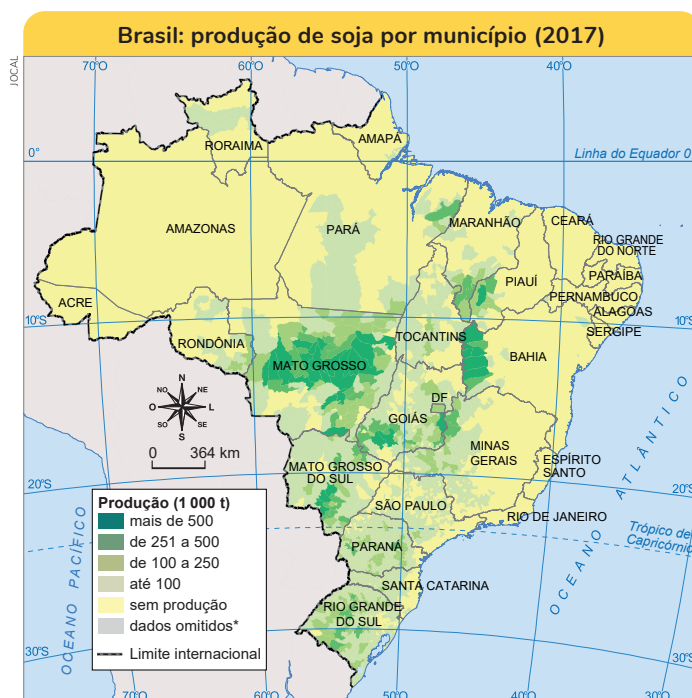 Brasil: produção de soja por município (2017)
JOCAL
70°O
60°O
50°O
40°O
RORAIMA
AMAPÁ
0°
Linha do Equador 0
AMAZONAS
PARÁ
MARANHÃO
CEARÁ
RIO GRANDE
DO NORTE
PARAÍBA
PIAUÍ
PERNAMBUCO
ACRE
ALAGOAS
10°S
10°S
SERGIPE
TOCANTINS
RONDÔNIA
BAHIA
MATO GROSSO
N
NO
NE
O
L
SO
SE
S
DF
GOIÁS
0
364 km
MINAS
GERAIS
MATO GROSSO
DO SUL
ESPÍRITO
SANTO
20°S
20°S
SÃO PAULO
RIO DE JANEIRO
Trópico de
Capricórnio
PARANÁ
SANTA CATARINA
RIO GRANDE
DO SUL
OCEANO ATLÂNTICO
OCEANO PACÍFICO
Produção (1 000 t)
mais de 500
de 251 a 500
de 100 a 250
até 100
sem produção
dados omitidos*
Limite internacional
30°S
30°S
70°O
60°O
50°O
40°O
30°O